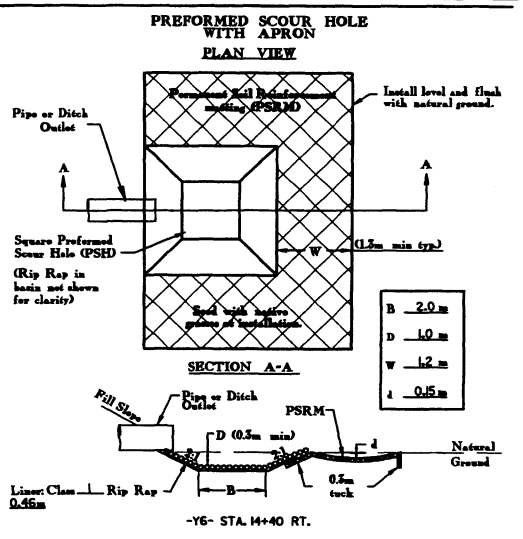 PREFORMED SCOUR HOLE
WITH APRON
PLAN VIEW
Permanent Soil Reinforcement
matting (PSRM)
Install level and flush
with natural ground.
Pipe or Ditch
Outlet
A
A
Square Preformed
Scour Hole (PSH)
(Rip Rap in
basin not shown
for clarity)
W
(1.3m min typ.)
Seed with native
grasses at installation.
B 2.0 m
D 1.0 m
W 1.2 m
d 0.15 m
SECTION A-A
Fill Slope
Pipe or Ditch
Outlet
D (0.3m min)
PSRM
d
Natural
Ground
B
0.3m
tuck
Liner: Class I Rip Rap
0.46m
-Y6- STA. 14+40 RT.